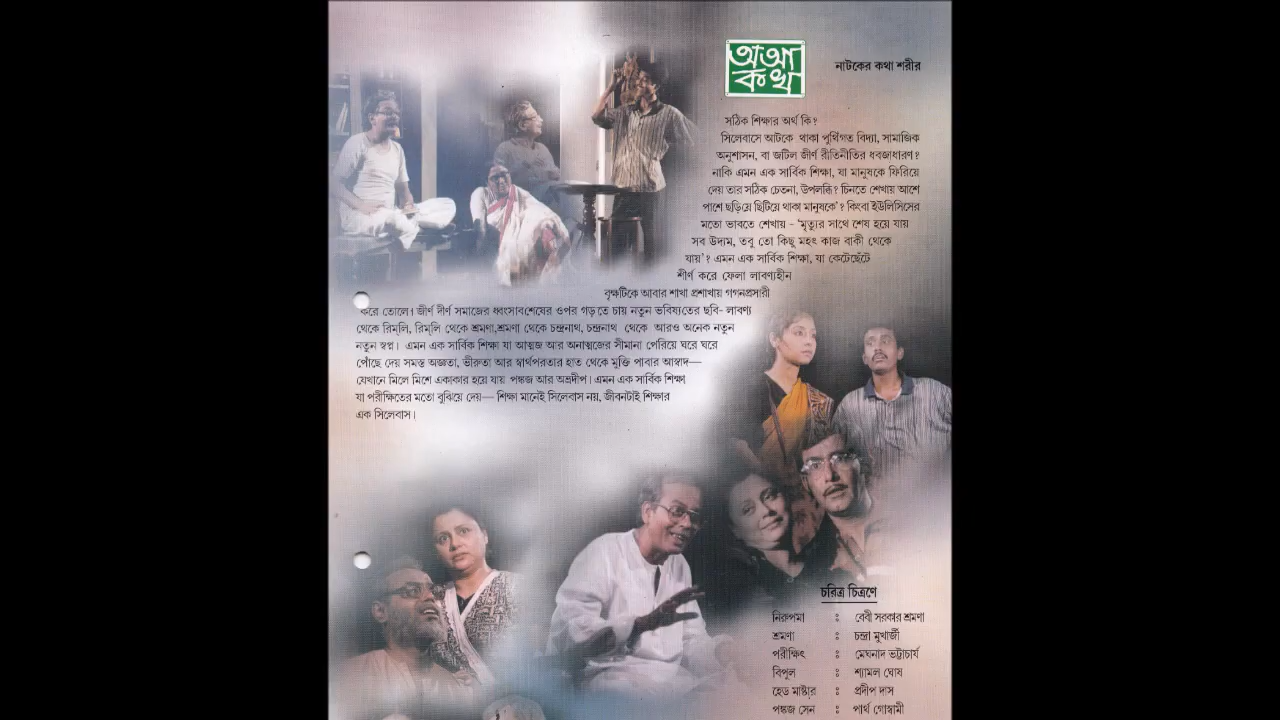 অআ
কখ
নাটকের কথা শরীর
সঠিক শিক্ষার অর্থ কি?
সিলেবাসে আটকে থাকা পুঁথিগত বিদ্যা, সামাজিক
অনুশাসন, বা জটিল জীর্ণ রীতিনীতির ধবজাধারণ?
নাকি এমন এক সার্বিক শিক্ষা, যা মানুষকে ফিরিয়ে
দেয় তার সঠিক চেতনা, উপলব্ধি? চিনতে শেখায় আশে
পাশে ছড়িয়ে ছিটিয়ে থাকা মানুষকে'? কিংবা ইউলিসিসের
মতো ভাবতে শেখায় - 'মৃত্যুর সাথে শেষ হয়ে যায়
সব উদ্যম, তবু তো কিছু মহৎ কাজ বাকী থেকে
যায়'? এমন এক সার্বিক শিক্ষা, যা কেটেছেঁটে
শীর্ণ করে ফেলা লাবণ্যহীন
বৃক্ষটিকে আবার শাখা প্রশাখায় গগনপ্রসারী
করে তোলে। জীর্ণ দীর্ণ সমাজের ধ্বংসাবশেষের ওপর গড়তে চায় নতুন ভবিষ্যতের ছবি- লাবণ্য
থেকে রিম্‌লি, রিম্‌লি থেকে শ্রমণা,শ্রমণা থেকে চন্দ্রনাথ, চন্দ্রনাথ থেকে আরও অনেক নতুন
নতুন স্বপ্ন। এমন এক সার্বিক শিক্ষা যা আত্মজ আর অনাত্মজের সীমানা পেরিয়ে ঘরে ঘরে
পৌঁছে দেয় সমস্ত অজ্ঞতা, ভীরুতা আর স্বার্থপরতার হাত থেকে মুক্তি পাবার আস্বাদ—
যেখানে মিলে মিশে একাকার হয়ে যায় পঙ্কজ আর অভ্রদীপ। এমন এক সার্বিক শিক্ষা
যা পরীক্ষিতের মতো বুঝিয়ে দেয়— শিক্ষা মানেই সিলেবাস নয়, জীবনটাই শিক্ষার
এক সিলেবাস।
চরিত্র চিত্রণে
নিরুপমা : বেবী সরকার শ্রমণা
শ্রমণা : চন্দ্রা মুখার্জী
পরীক্ষিৎ : মেঘনাদ ভট্টাচার্য
বিপুল : শ্যামল ঘোষ
হেড মাষ্টার : প্রদীপ দাস
পঙ্কজ সেন : পার্থ গোস্বামী